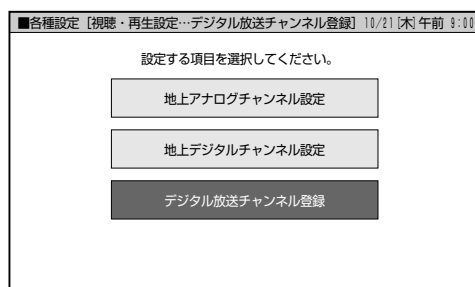 ■各種設定［視聴・再生設定…デジタル放送チャンネル登録］10/21[木]午前 9:00
設定する項目を選択してください。
地上アナログチャンネル設定
地上デジタルチャンネル設定
デジタル放送チャンネル登録